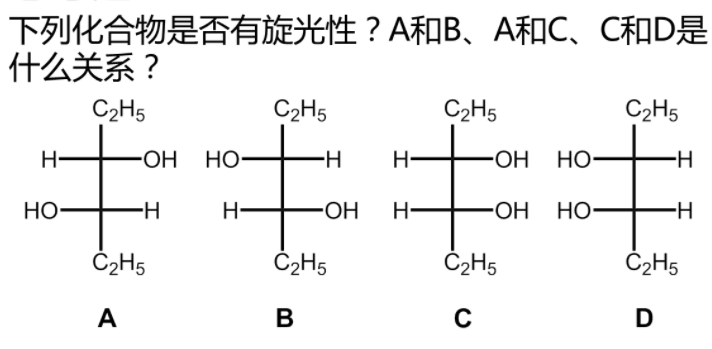 下列化合物是否有旋光性？A和B、A和C、C和D是
什么关系？
C₂H₅ C₂H₅ C₂H₅ C₂H₅
H OH HO H H OH HO H
HO H H OH H OH HO H
C₂H₅ C₂H₅ C₂H₅ C₂H₅
A B C D